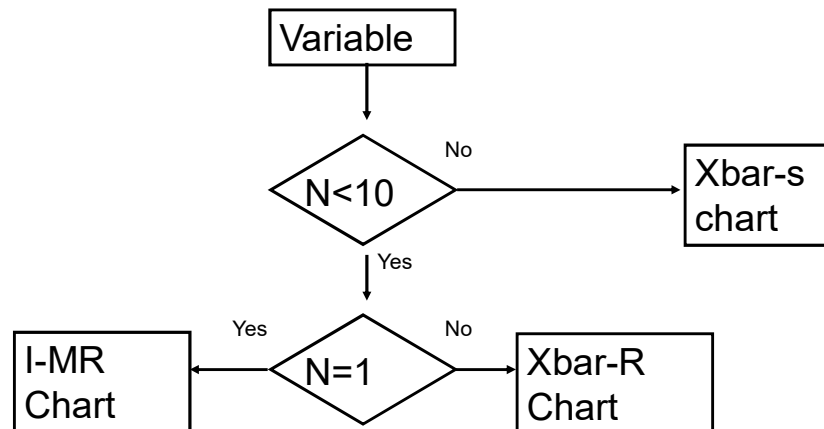 Variable
No
N<10
Xbar-s
chart
Yes
Yes
No
I-MR
Chart
N=1
Xbar-R
Chart